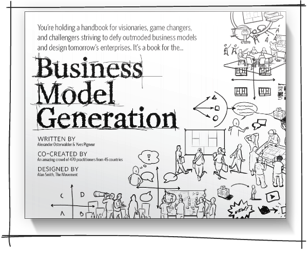 You're holding a handbook for visionaries, game changers,
and challengers striving to defy outmoded business models
and design tomorrow's enterprises. It's a book for the...
Business
Model
Generation
WRITTEN BY
Alexander Osterwalder & Yves Pigneur
CO-CREATED BY
An amazing crowd of 470 practitioners from 45 countries
DESIGNED BY
Alan Smith, The Movement
C D
A B